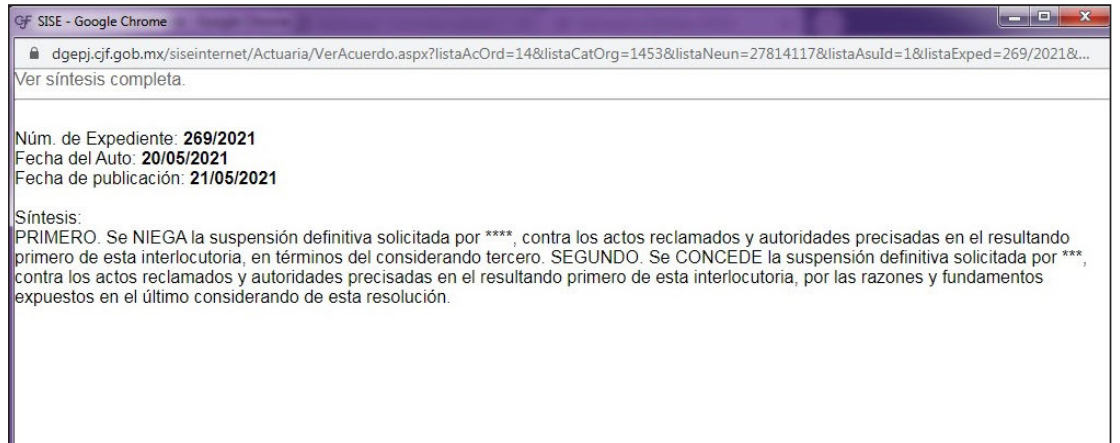 SISE - Google Chrome
dgepj.cjf.gob.mx/siseinternet/Actuaria/VerAcuerdo.aspx?listaAcOrd=14&listaCatOrg=1453&listaNeun=27814117&listaAsuId=1&listaExped=269/2021&...
Ver síntesis completa.
Núm. de Expediente: 269/2021
Fecha del Auto: 20/05/2021
Fecha de publicación: 21/05/2021
Síntesis:
PRIMERO. Se NIEGA la suspensión definitiva solicitada por ****, contra los actos reclamados y autoridades precisadas en el resultando
primero de esta interlocutoria, en términos del considerando tercero. SEGUNDO. Se CONCEDE la suspensión definitiva solicitada por ***,
contra los actos reclamados y autoridades precisadas en el resultando primero de esta interlocutoria, por las razones y fundamentos
expuestos en el último considerando de esta resolución.